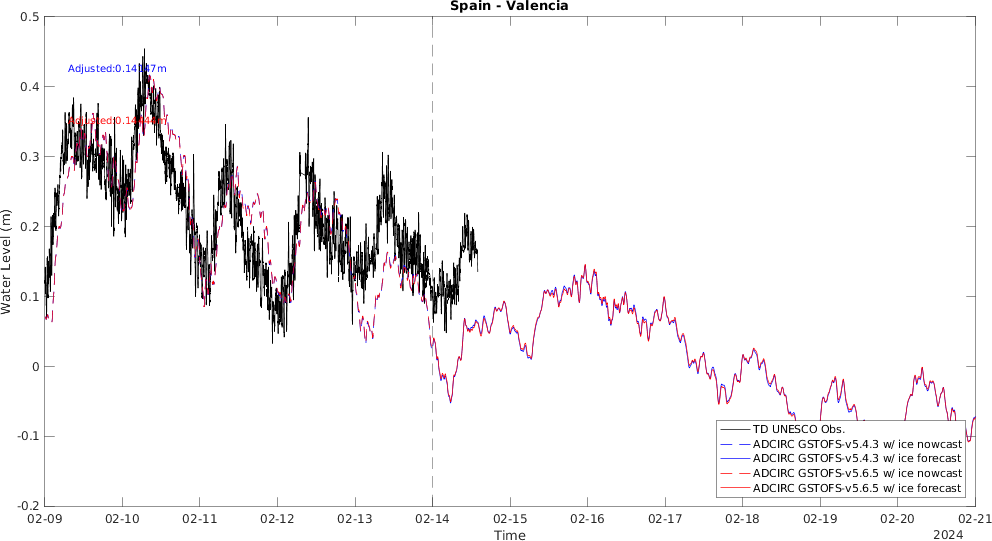 Spain - Valencia
0.5
0.4
0.3
0.2
0.1
0
-0.1
-0.2
Water Level (m)
TD UNESCO Obs.
ADCIRC GSTOFS-v5.4.3 w/ ice nowcast
ADCIRC GSTOFS-v5.4.3 w/ ice forecast
ADCIRC GSTOFS-v5.6.5 w/ ice nowcast
ADCIRC GSTOFS-v5.6.5 w/ ice forecast
02-09 02-10 02-11 02-12 02-13 02-14 02-15 02-16 02-17 02-18 02-19 02-20 02-21
Time
2024